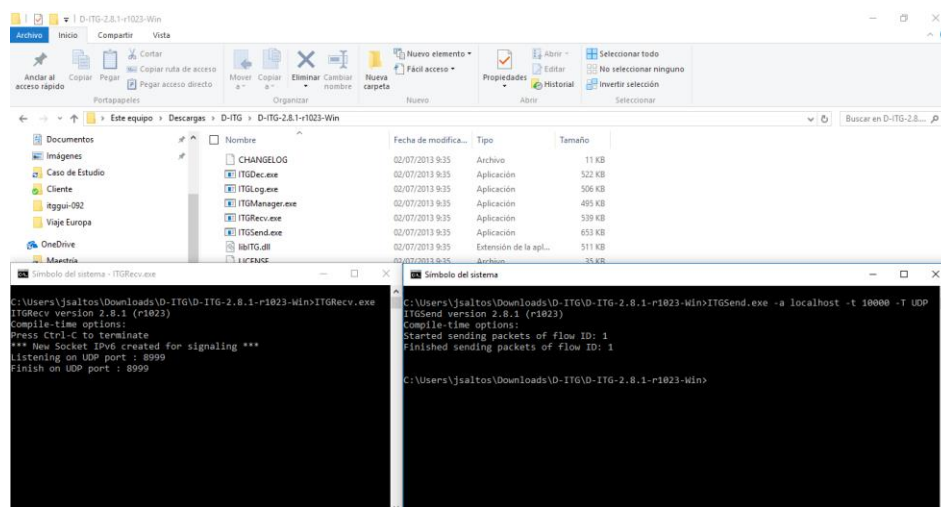 D-ITG-2.8.1-r1023-Win
Archivo Inicio Compartir Vista
Anclar al acceso rápido
Copiar
Pegar
Cortar
Copiar ruta de acceso
Pegar acceso directo
Portapapeles
Mover a
Copiar a
Eliminar
Cambiar nombre
Organizar
Nueva carpeta
Nuevo elemento
Fácil acceso
Nuevo
Propiedades
Abrir
Editar
Historial
Abrir
Seleccionar todo
No seleccionar ninguno
Invertir selección
Seleccionar
Este equipo > Descargas > D-ITG > D-ITG-2.8.1-r1023-Win
Buscar en D-ITG-2.8....
Documentos
Imágenes
Caso de Estudio
Cliente
itggui-092
Viaje Europa
OneDrive
Maestria
Nombre Fecha de modifica... Tipo Tamaño
CHANGELOG 02/07/2013 9:35 Archivo 11 KB
ITGDec.exe 02/07/2013 9:35 Aplicación 522 KB
ITGLog.exe 02/07/2013 9:35 Aplicación 506 KB
ITGManager.exe 02/07/2013 9:35 Aplicación 495 KB
ITGRecv.exe 02/07/2013 9:35 Aplicación 539 KB
ITGSend.exe 02/07/2013 9:35 Aplicación 653 KB
libITG.dll 02/07/2013 9:35 Extensión de la apl... 511 KB
LICENSE 02/07/2013 9:35 Archivo 35 KB
Símbolo del sistema - ITGRecv.exe
C:\Users\jsaltos\Downloads\D-ITG\D-ITG-2.8.1-r1023-Win>ITGRecv.exe
ITGRecv version 2.8.1 (r1023)
Compile-time options:
Press Ctrl-C to terminate
*** New Socket IPv6 created for signaling ***
Listening on UDP port : 8999
Finish on UDP port : 8999
Símbolo del sistema
C:\Users\jsaltos\Downloads\D-ITG\D-ITG-2.8.1-r1023-Win>ITGSend.exe -a localhost -t 10000 -T UDP
ITGSend version 2.8.1 (r1023)
Compile-time options:
Started sending packets of flow ID: 1
Finished sending packets of flow ID: 1
C:\Users\jsaltos\Downloads\D-ITG\D-ITG-2.8.1-r1023-Win>